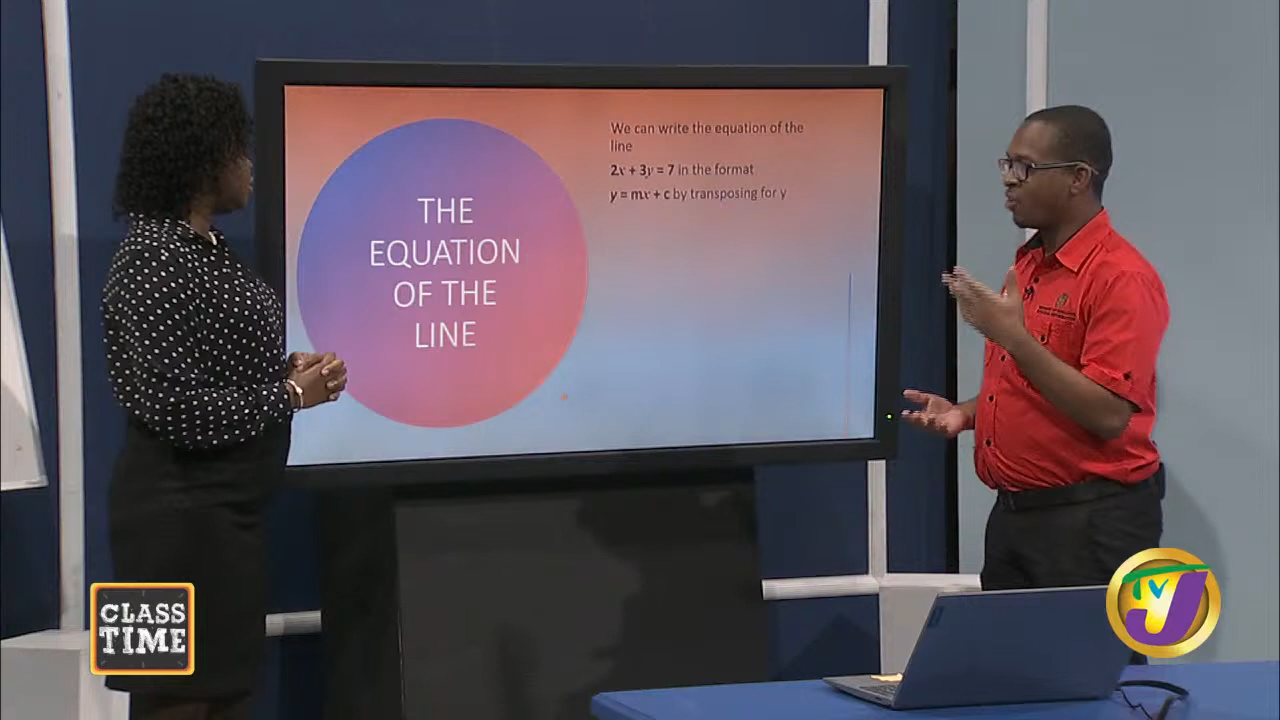 THE
EQUATION
OF THE
LINE
We can write the equation of the
line
2x + 3y = 7 in the format
y = mx + c by transposing for y
CLASS
TIME
TVJ